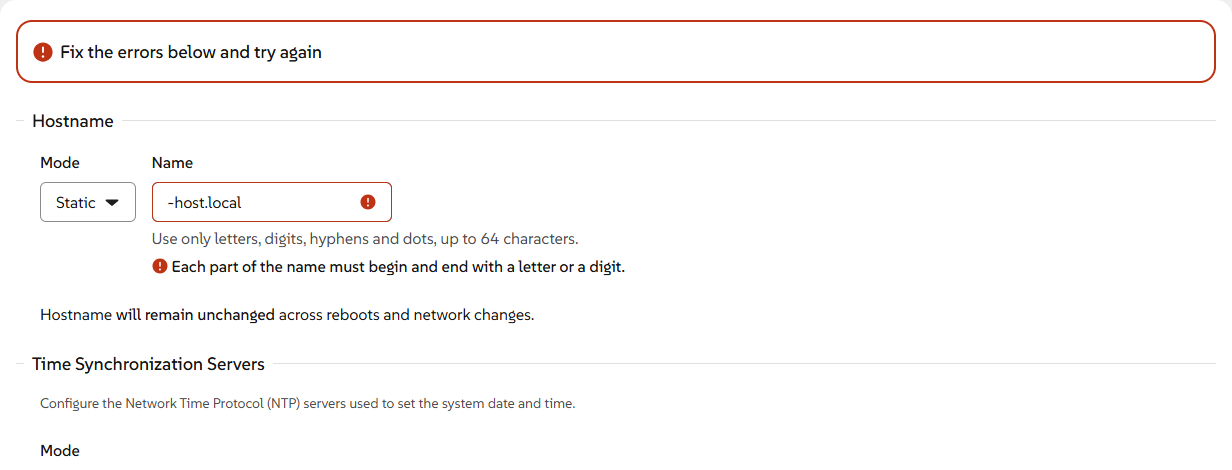 Fix the errors below and try again
Hostname
Mode
Name
Static
-host.local
Use only letters, digits, hyphens and dots, up to 64 characters.
Each part of the name must begin and end with a letter or a digit.
Hostname will remain unchanged across reboots and network changes.
Time Synchronization Servers
Configure the Network Time Protocol (NTP) servers used to set the system date and time.
Mode